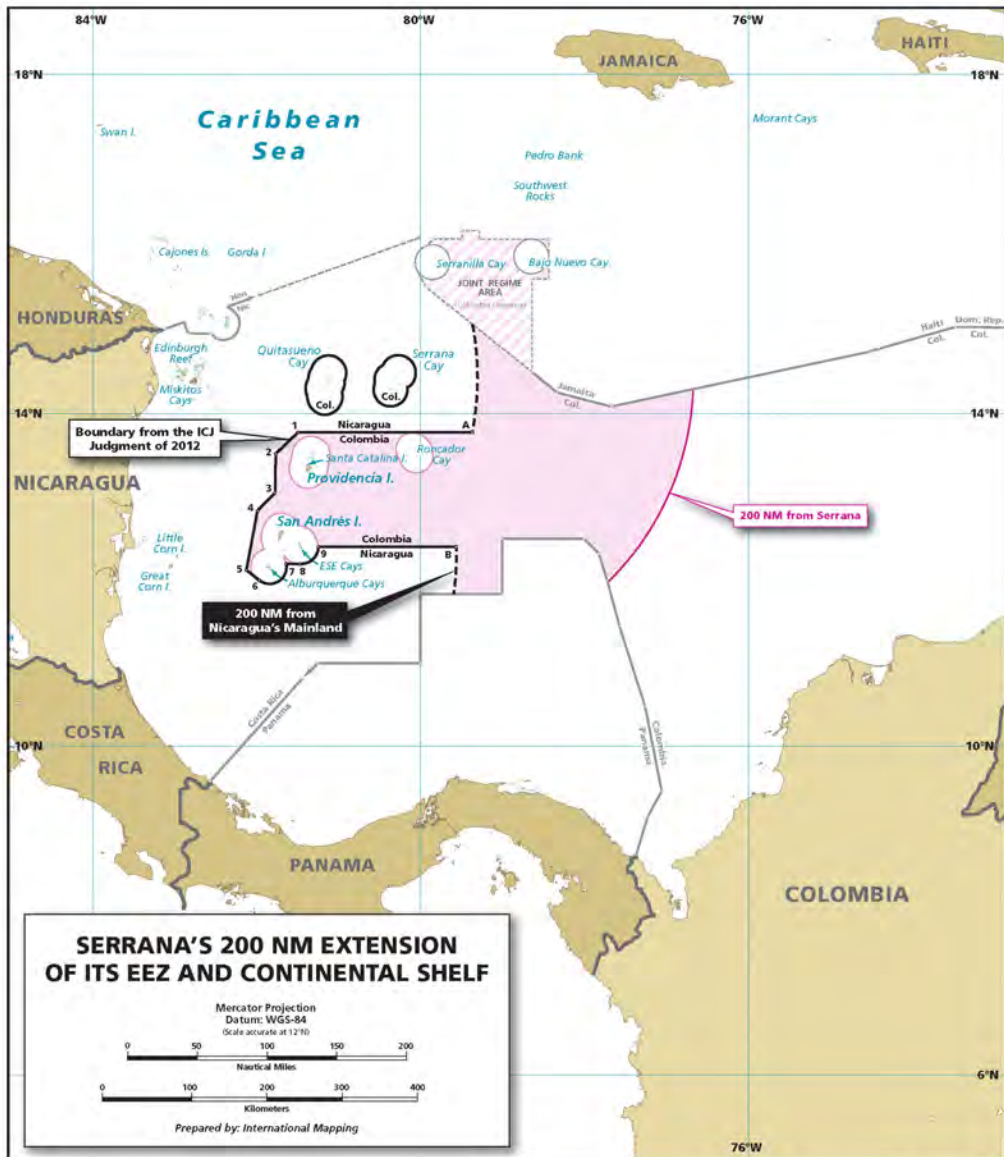 84°W
80°W
76°W
HAITI
JAMAICA
18°N
18°N
Caribbean
Sea
Swan I.
Morant Cays
Pedro Bank
Southwest
Rocks
Cajones Is.
Gorda I.
Serranilla Cay
Bajo Nuevo Cay
JOINT REGIME
AREA
Hon
Nic
HONDURAS
Haiti
Dom. Rep.
Col.
Col.
Edinburgh
Reef
Quitasueno
Cay
Serrana
Cay
Miskitos
Cays
Col.
Col.
Jamaica
Col.
14°N
14°N
Boundary from the ICJ
Judgment of 2012
1
Nicaragua
A
Colombia
2
Santa Catalina I.
Roncador
Cay
NICARAGUA
Providencia I.
3
4
200 NM from Serrana
San Andrés I.
Little
Corn I.
Colombia
9
Nicaragua
B
ESE Cays
5
7
8
Great
Corn I.
6
Alburquerque Cays
200 NM from
Nicaragua's Mainland
Costa Rica
Panama
Colombia
Panama
COSTA
RICA
10°N
10°N
PANAMA
COLOMBIA
SERRANA'S 200 NM EXTENSION
OF ITS EEZ AND CONTINENTAL SHELF
Mercator Projection
Datum: WGS-84
(Scale accurate at 12°N)
0 50 100 150 200
Nautical Miles
0 100 200 300 400
Kilometers
Prepared by: International Mapping
6°N
76°W